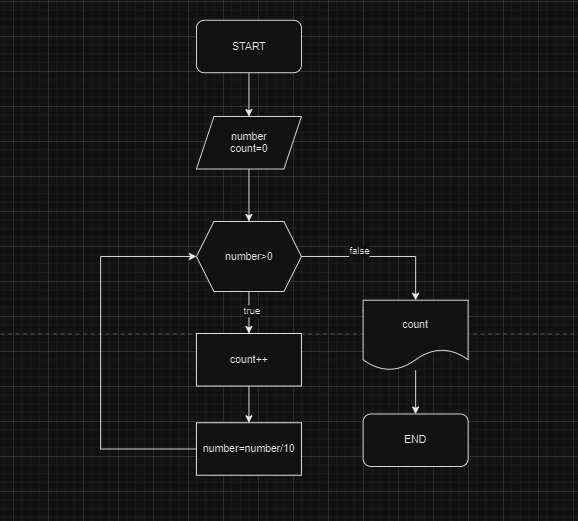 START
number
count=0
number>0
false
true
count
count++
number=number/10
END